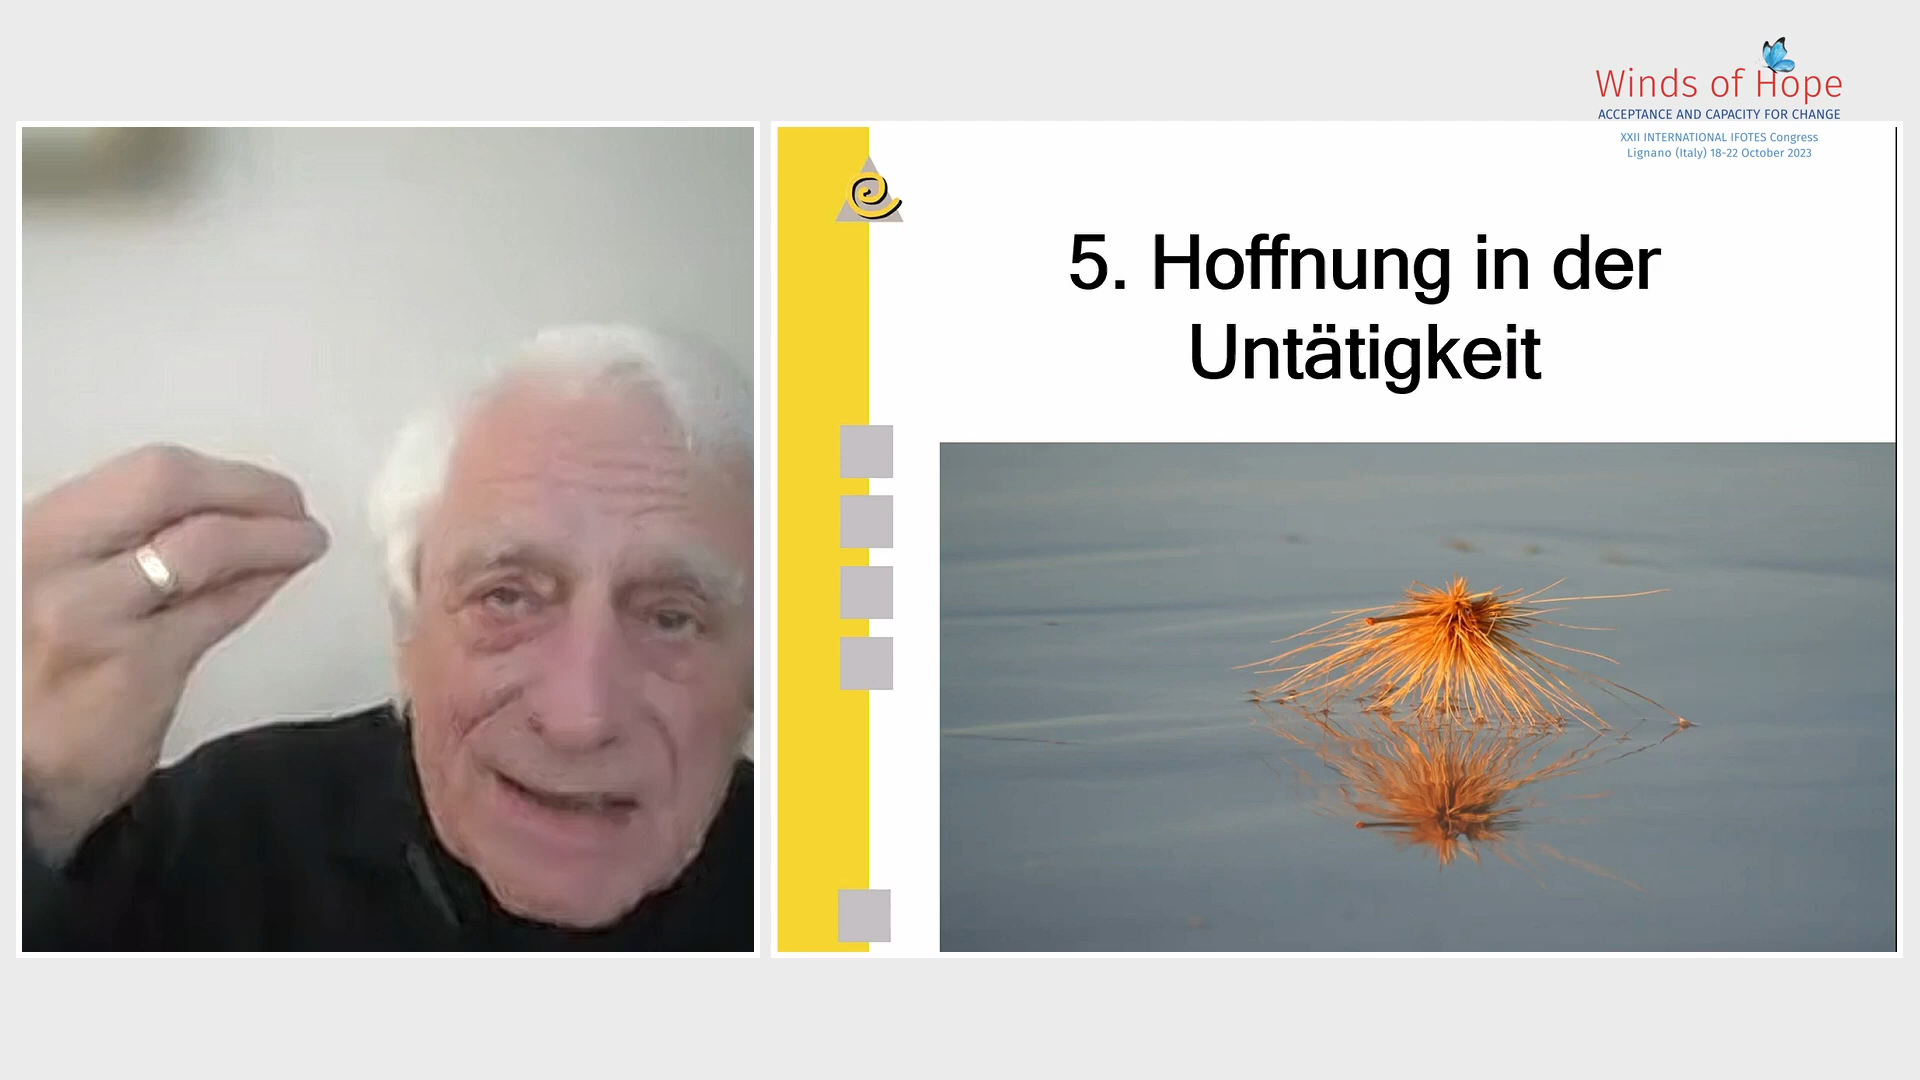 Winds of Hope
ACCEPTANCE AND CAPACITY FOR CHANGE
XXII INTERNATIONAL IFOTES Congress
Lignano (Italy) 18-22 October 2023
5. Hoffnung in der
Untätigkeit